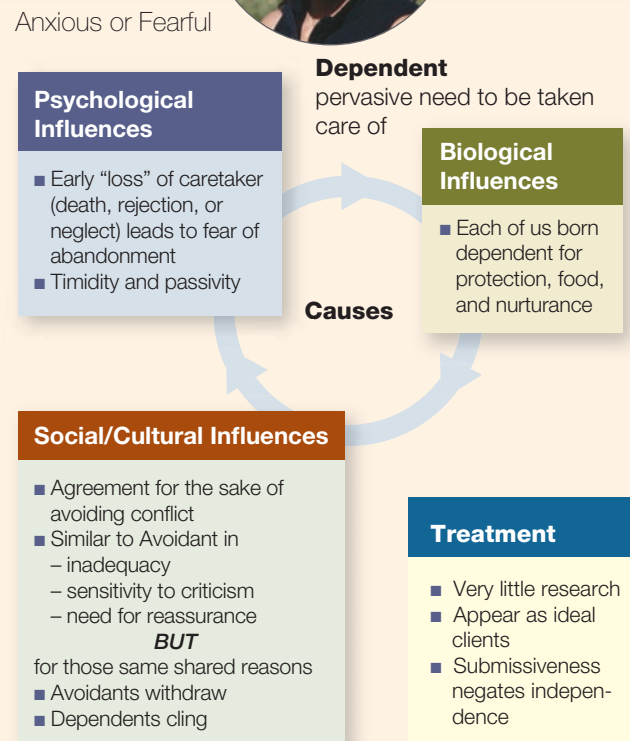 Anxious or Fearful
Dependent
pervasive need to be taken
care of
Psychological
Influences
■ Early “loss” of caretaker
(death, rejection, or
neglect) leads to fear of
abandonment
■ Timidity and passivity
Biological
Influences
■ Each of us born
dependent for
protection, food,
and nurturance
Causes
Social/Cultural Influences
■ Agreement for the sake of
avoiding conflict
■ Similar to Avoidant in
– inadequacy
– sensitivity to criticism
– need for reassurance
BUT
for those same shared reasons
■ Avoidants withdraw
■ Dependents cling
Treatment
■ Very little research
■ Appear as ideal
clients
■ Submissiveness
negates indepen-
dence